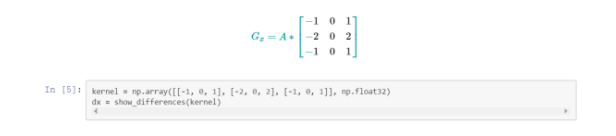 −1 0 1
Gₓ = A ∗ −2 0 2
−1 0 1
In [5]: kernel = np.array([[-1, 0, 1], [-2, 0, 2], [-1, 0, 1]], np.float32)
dx = show_differences(kernel)